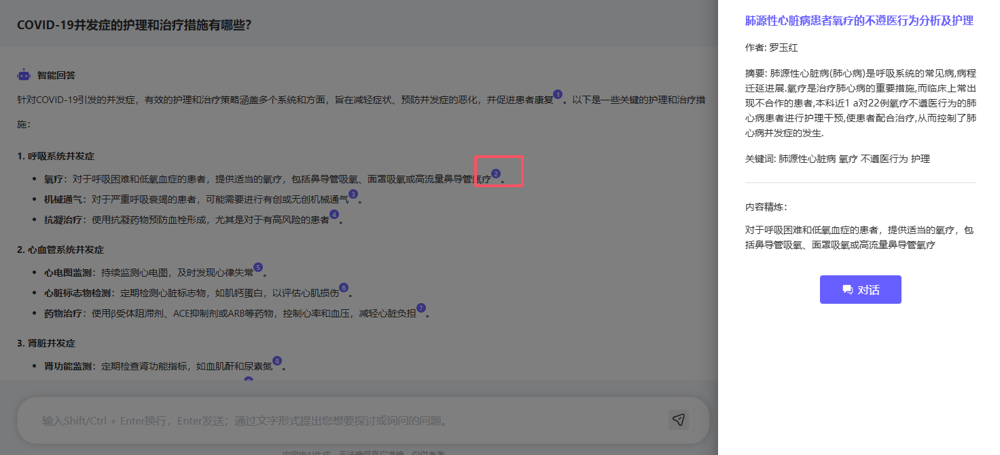 COVID-19并发症的护理和治疗措施有哪些?
智能回答
针对COVID-19引发的并发症，有效的护理和治疗策略涵盖多个系统和方面，旨在减轻症状、预防并发症的恶化，并促进患者康复1。以下是一些关键的护理和治疗措
施：
1. 呼吸系统并发症
• 氧疗：对于呼吸困难和低氧血症的患者，提供适当的氧疗，包括鼻导管吸氧、面罩吸氧或高流量鼻导管氧疗2。
• 机械通气：对于严重呼吸衰竭的患者，可能需要进行有创或无创机械通气3。
• 抗凝治疗：使用抗凝药物预防血栓形成，尤其是对于有高风险的患者4。
2. 心血管系统并发症
• 心电图监测：持续监测心电图，及时发现心律失常5。
• 心脏标志物检测：定期检测心脏标志物，如肌钙蛋白，以评估心肌损伤6。
• 药物治疗：使用β受体阻滞剂、ACE抑制剂或ARB等药物，控制心率和血压，减轻心脏负担7。
3. 肾脏并发症
• 肾功能监测：定期检查肾功能指标，如血肌酐和尿素氮8。
输入Shift/Ctrl + Enter换行，Enter发送；通过文字形式提出您想要探讨或询问的问题。
内容由AI生成，无法确保真实准确，仅供参考
肺源性心脏病患者氧疗的不遵医行为分析及护理
作者: 罗玉红
摘要: 肺源性心脏病(肺心病)是呼吸系统的常见病,病程
迁延进展.氧疗是治疗肺心病的重要措施,而临床上常出
现不合作的患者,本科近1 a对22例氧疗不遵医行为的肺
心病患者进行护理干预,使患者配合治疗,从而控制了肺
心病并发症的发生.
关键词: 肺源性心脏病 氧疗 不遵医行为 护理
内容精炼：
对于呼吸困难和低氧血症的患者，提供适当的氧疗，包
括鼻导管吸氧、面罩吸氧或高流量鼻导管氧疗
对话